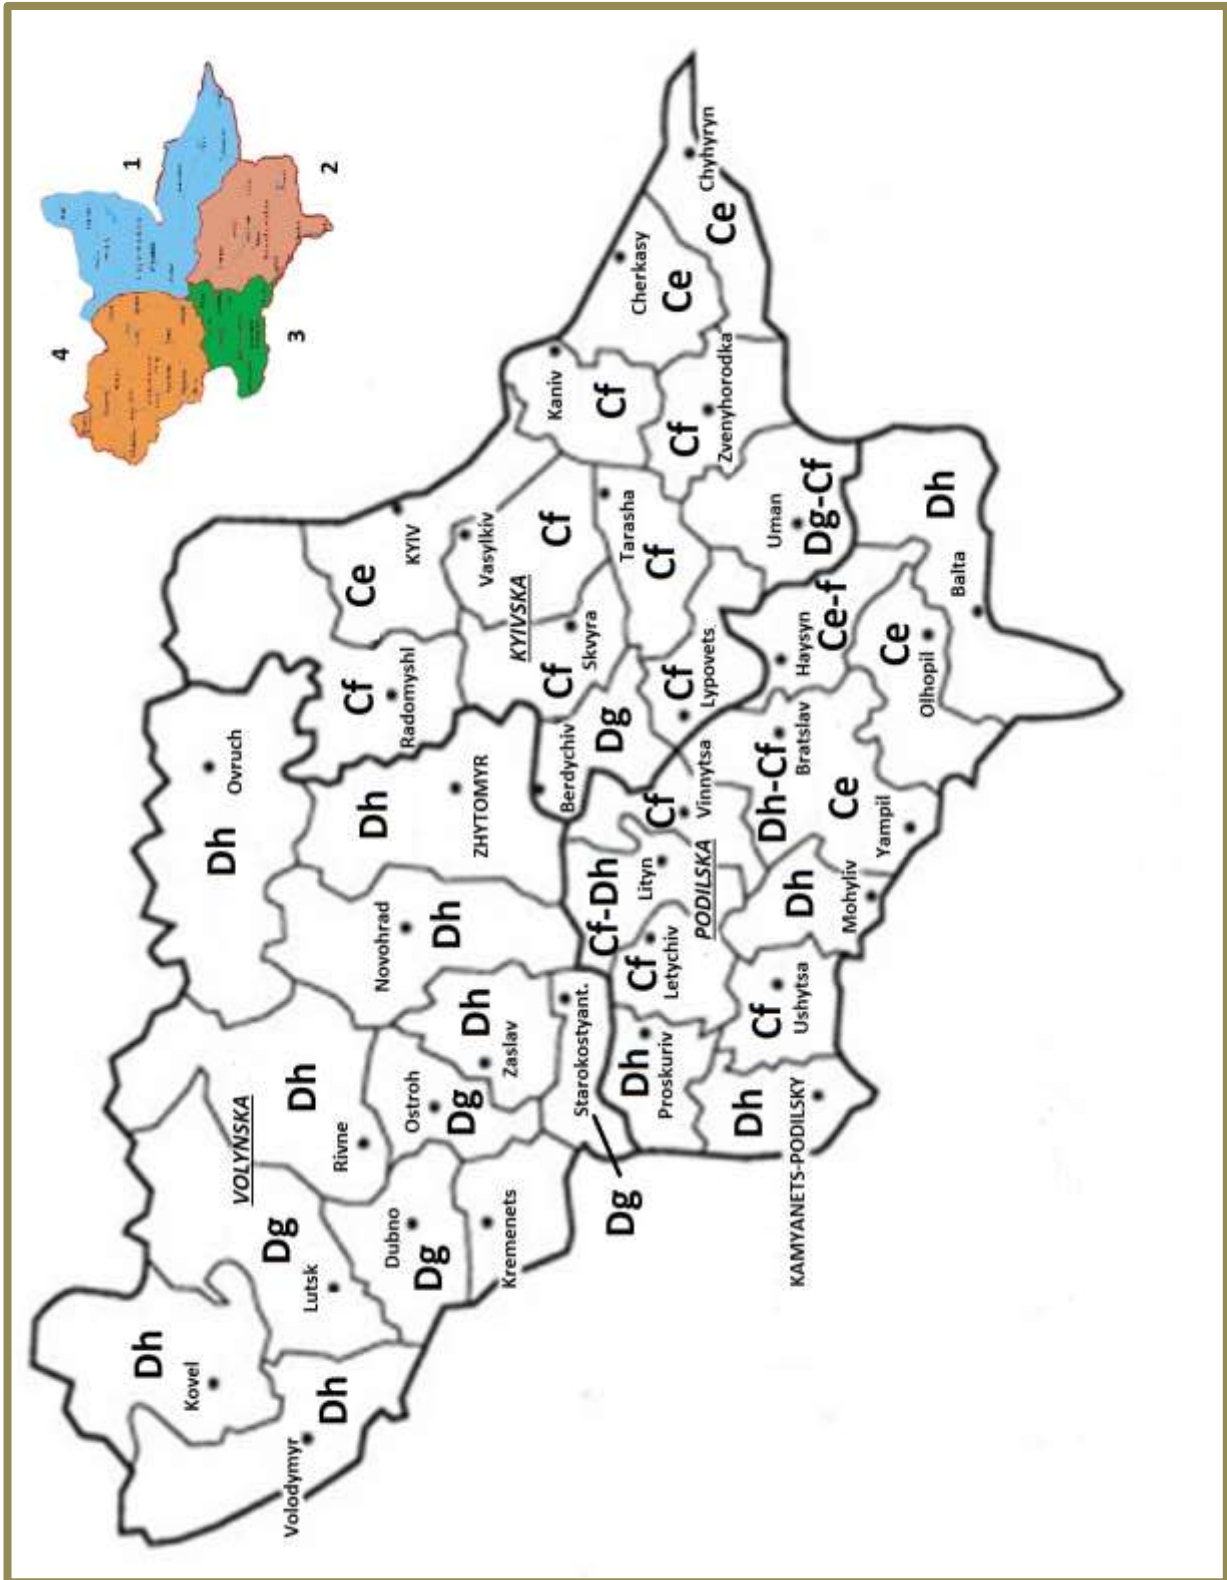 4
1
3
2
Dh
Kovel
Dh
Volodymyr
VOLYNSKA
Dg
Lutsk
Dh
Rivne
Dubno
Dg
Kremenets
Ostroh
Dg
Dh
Zaslav
Starokostyant.
Dg
Dh
Ovruch
Novohrad
Dh
Dh
ZHYTOMYR
Cf
Radomyshl
Ce
KYIV
Vasylkiv
Cf
KYIVSKA
Cf
Skvyra
Berdychiv
Dg
Tarasha
Cf
Cf
Lypovets
Kaniv
Cf
Cherkasy
Ce
Chyhyryn
Ce
Cf
Zvenyhorodka
Uman
Dg-Cf
Dh
Proskuriv
Cf
Letychiv
Cf-Dh
Lityn
Cf
Vinnytsa
PODILSKA
Dh
KAMYANETS-PODILSKY
Cf
Ushytsa
Dh
Mohyliv
Dh-Cf
Bratslav
Ce
Yampil
Haysyn
Ce-f
Ce
Olhopil
Dh
Balta